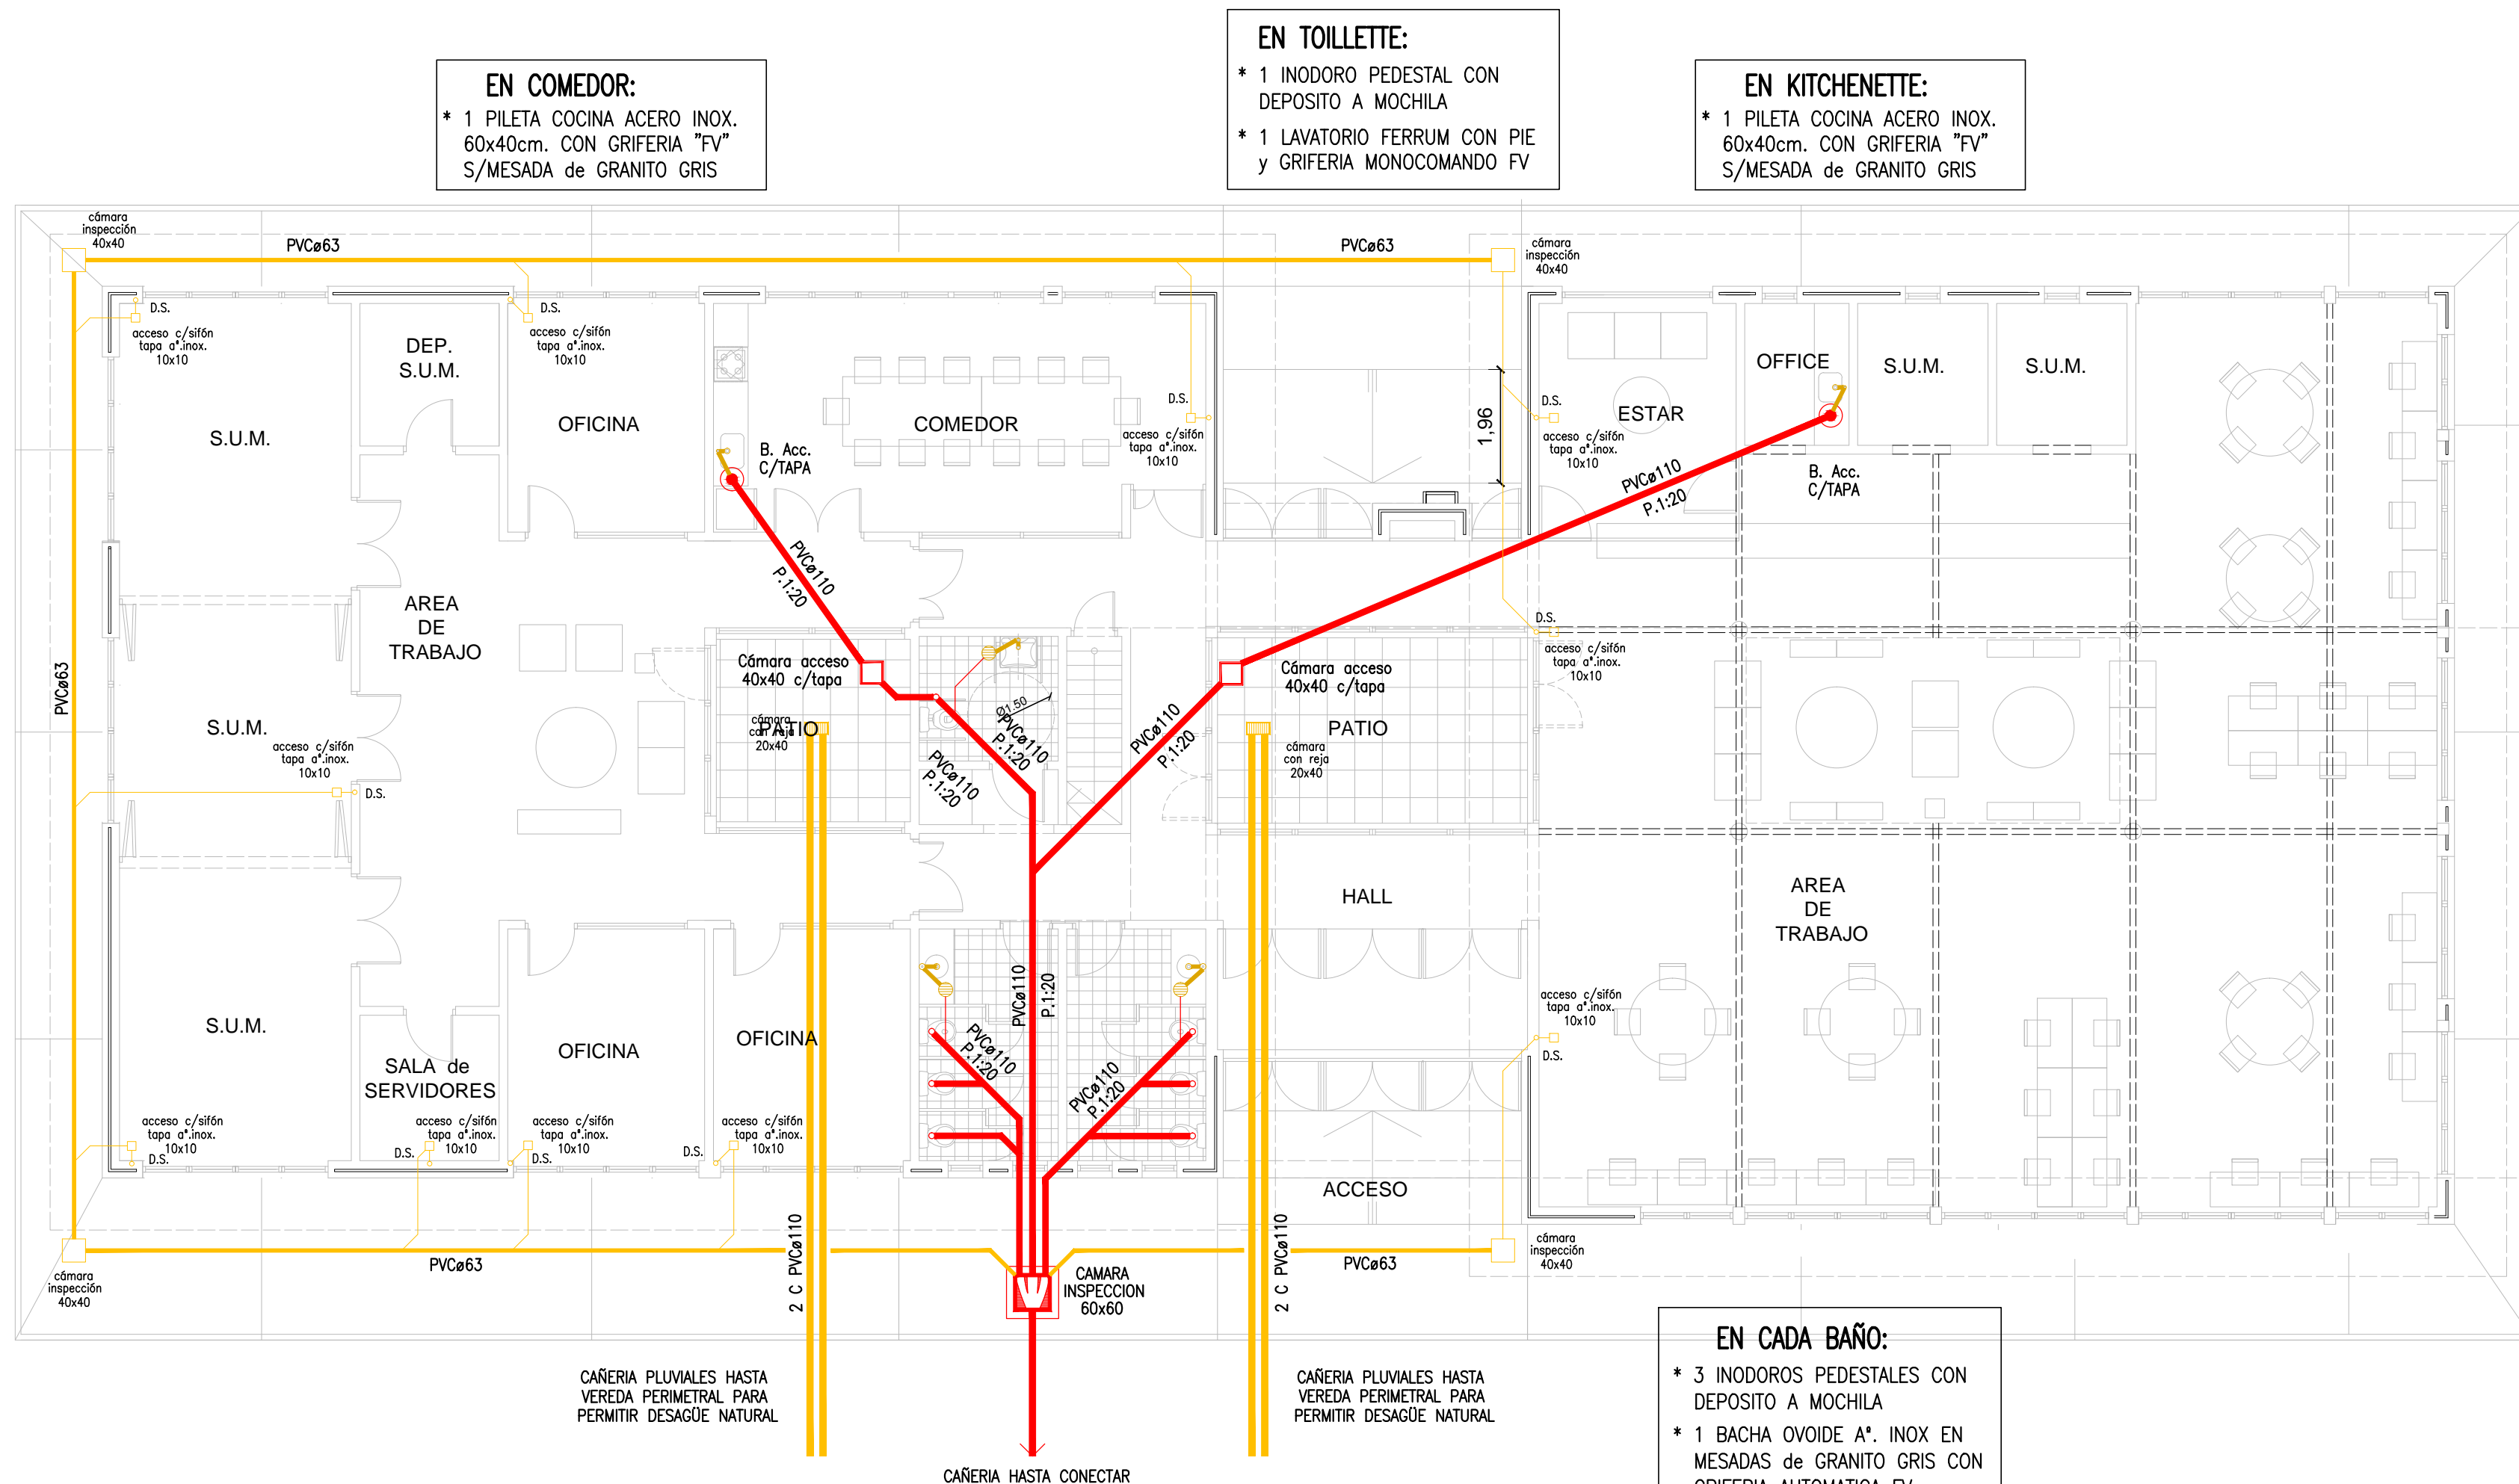 EN COMEDOR:
* 1 PILETA COCINA ACERO INOX.
60x40cm. CON GRIFERIA "FV"
S/MESADA de GRANITO GRIS
EN TOILLETTE:
* 1 INODORO PEDESTAL CON
DEPOSITO A MOCHILA
* 1 LAVATORIO FERRUM CON PIE
y GRIFERIA MONOCOMANDO FV
EN KITCHENETTE:
* 1 PILETA COCINA ACERO INOX.
60x40cm. CON GRIFERIA "FV"
S/MESADA de GRANITO GRIS
cámara
inspección
40x40
PVCø63
PVCø63
cámara
inspección
40x40
D.S.
acceso c/sifón
tapa aº.inox.
10x10
DEP.
S.U.M.
D.S.
acceso c/sifón
tapa aº.inox.
10x10
S.U.M.
OFICINA
B. Acc.
C/TAPA
COMEDOR
D.S.
acceso c/sifón
tapa aº.inox.
10x10
1,96
D.S.
acceso c/sifón
tapa aº.inox.
10x10
ESTAR
OFFICE
S.U.M.
S.U.M.
B. Acc.
C/TAPA
PVCø110
P.1:20
PVCø110
P.1:20
AREA
DE
TRABAJO
PVCø63
Cámara acceso
40x40 c/tapa
Cámara acceso
40x40 c/tapa
D.S.
acceso c/sifón
tapa aº.inox.
10x10
S.U.M.
acceso c/sifón
tapa aº.inox.
10x10
D.S.
PATIO
cámara
con reja
20x40
Ø1.50
PVCø110
P.1:20
PVCø110
P.1:20
PVCø110
P.1:20
PATIO
cámara
con reja
20x40
HALL
AREA
DE
TRABAJO
S.U.M.
SALA de
SERVIDORES
OFICINA
OFICINA
PVCø110
P.1:20
PVCø110
P.1:20
PVCø110
P.1:20
acceso c/sifón
tapa aº.inox.
10x10
D.S.
acceso c/sifón
tapa aº.inox.
10x10
D.S.
acceso c/sifón
tapa aº.inox.
10x10
D.S.
acceso c/sifón
tapa aº.inox.
10x10
D.S.
acceso c/sifón
tapa aº.inox.
10x10
D.S.
ACCESO
cámara
inspección
40x40
PVCø63
2 C PVCø110
CAMARA
INSPECCION
60x60
2 C PVCø110
PVCø63
cámara
inspección
40x40
CAÑERIA PLUVIALES HASTA
VEREDA PERIMETRAL PARA
PERMITIR DESAGÜE NATURAL
CAÑERIA PLUVIALES HASTA
VEREDA PERIMETRAL PARA
PERMITIR DESAGÜE NATURAL
CAÑERIA HASTA CONECTAR
EN CADA BAÑO:
* 3 INODOROS PEDESTALES CON
DEPOSITO A MOCHILA
* 1 BACHA OVOIDE Aº. INOX EN
MESADAS de GRANITO GRIS CON
GRIFERIA AUTOMATICA FV